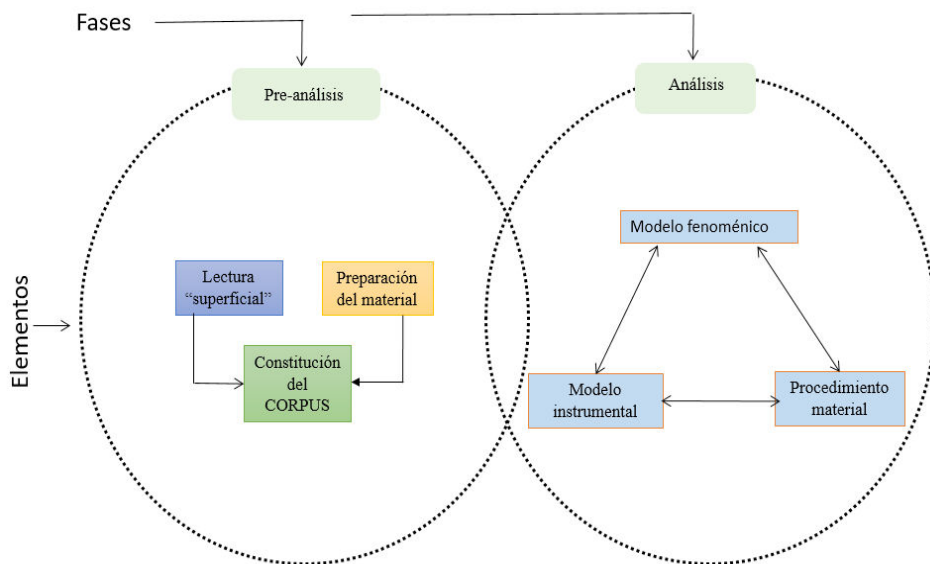 Fases
Pre-análisis
Análisis
Elementos
Lectura
“superficial”
Preparación
del material
Constitución
del
CORPUS
Modelo fenoménico
Modelo
instrumental
Procedimiento
material